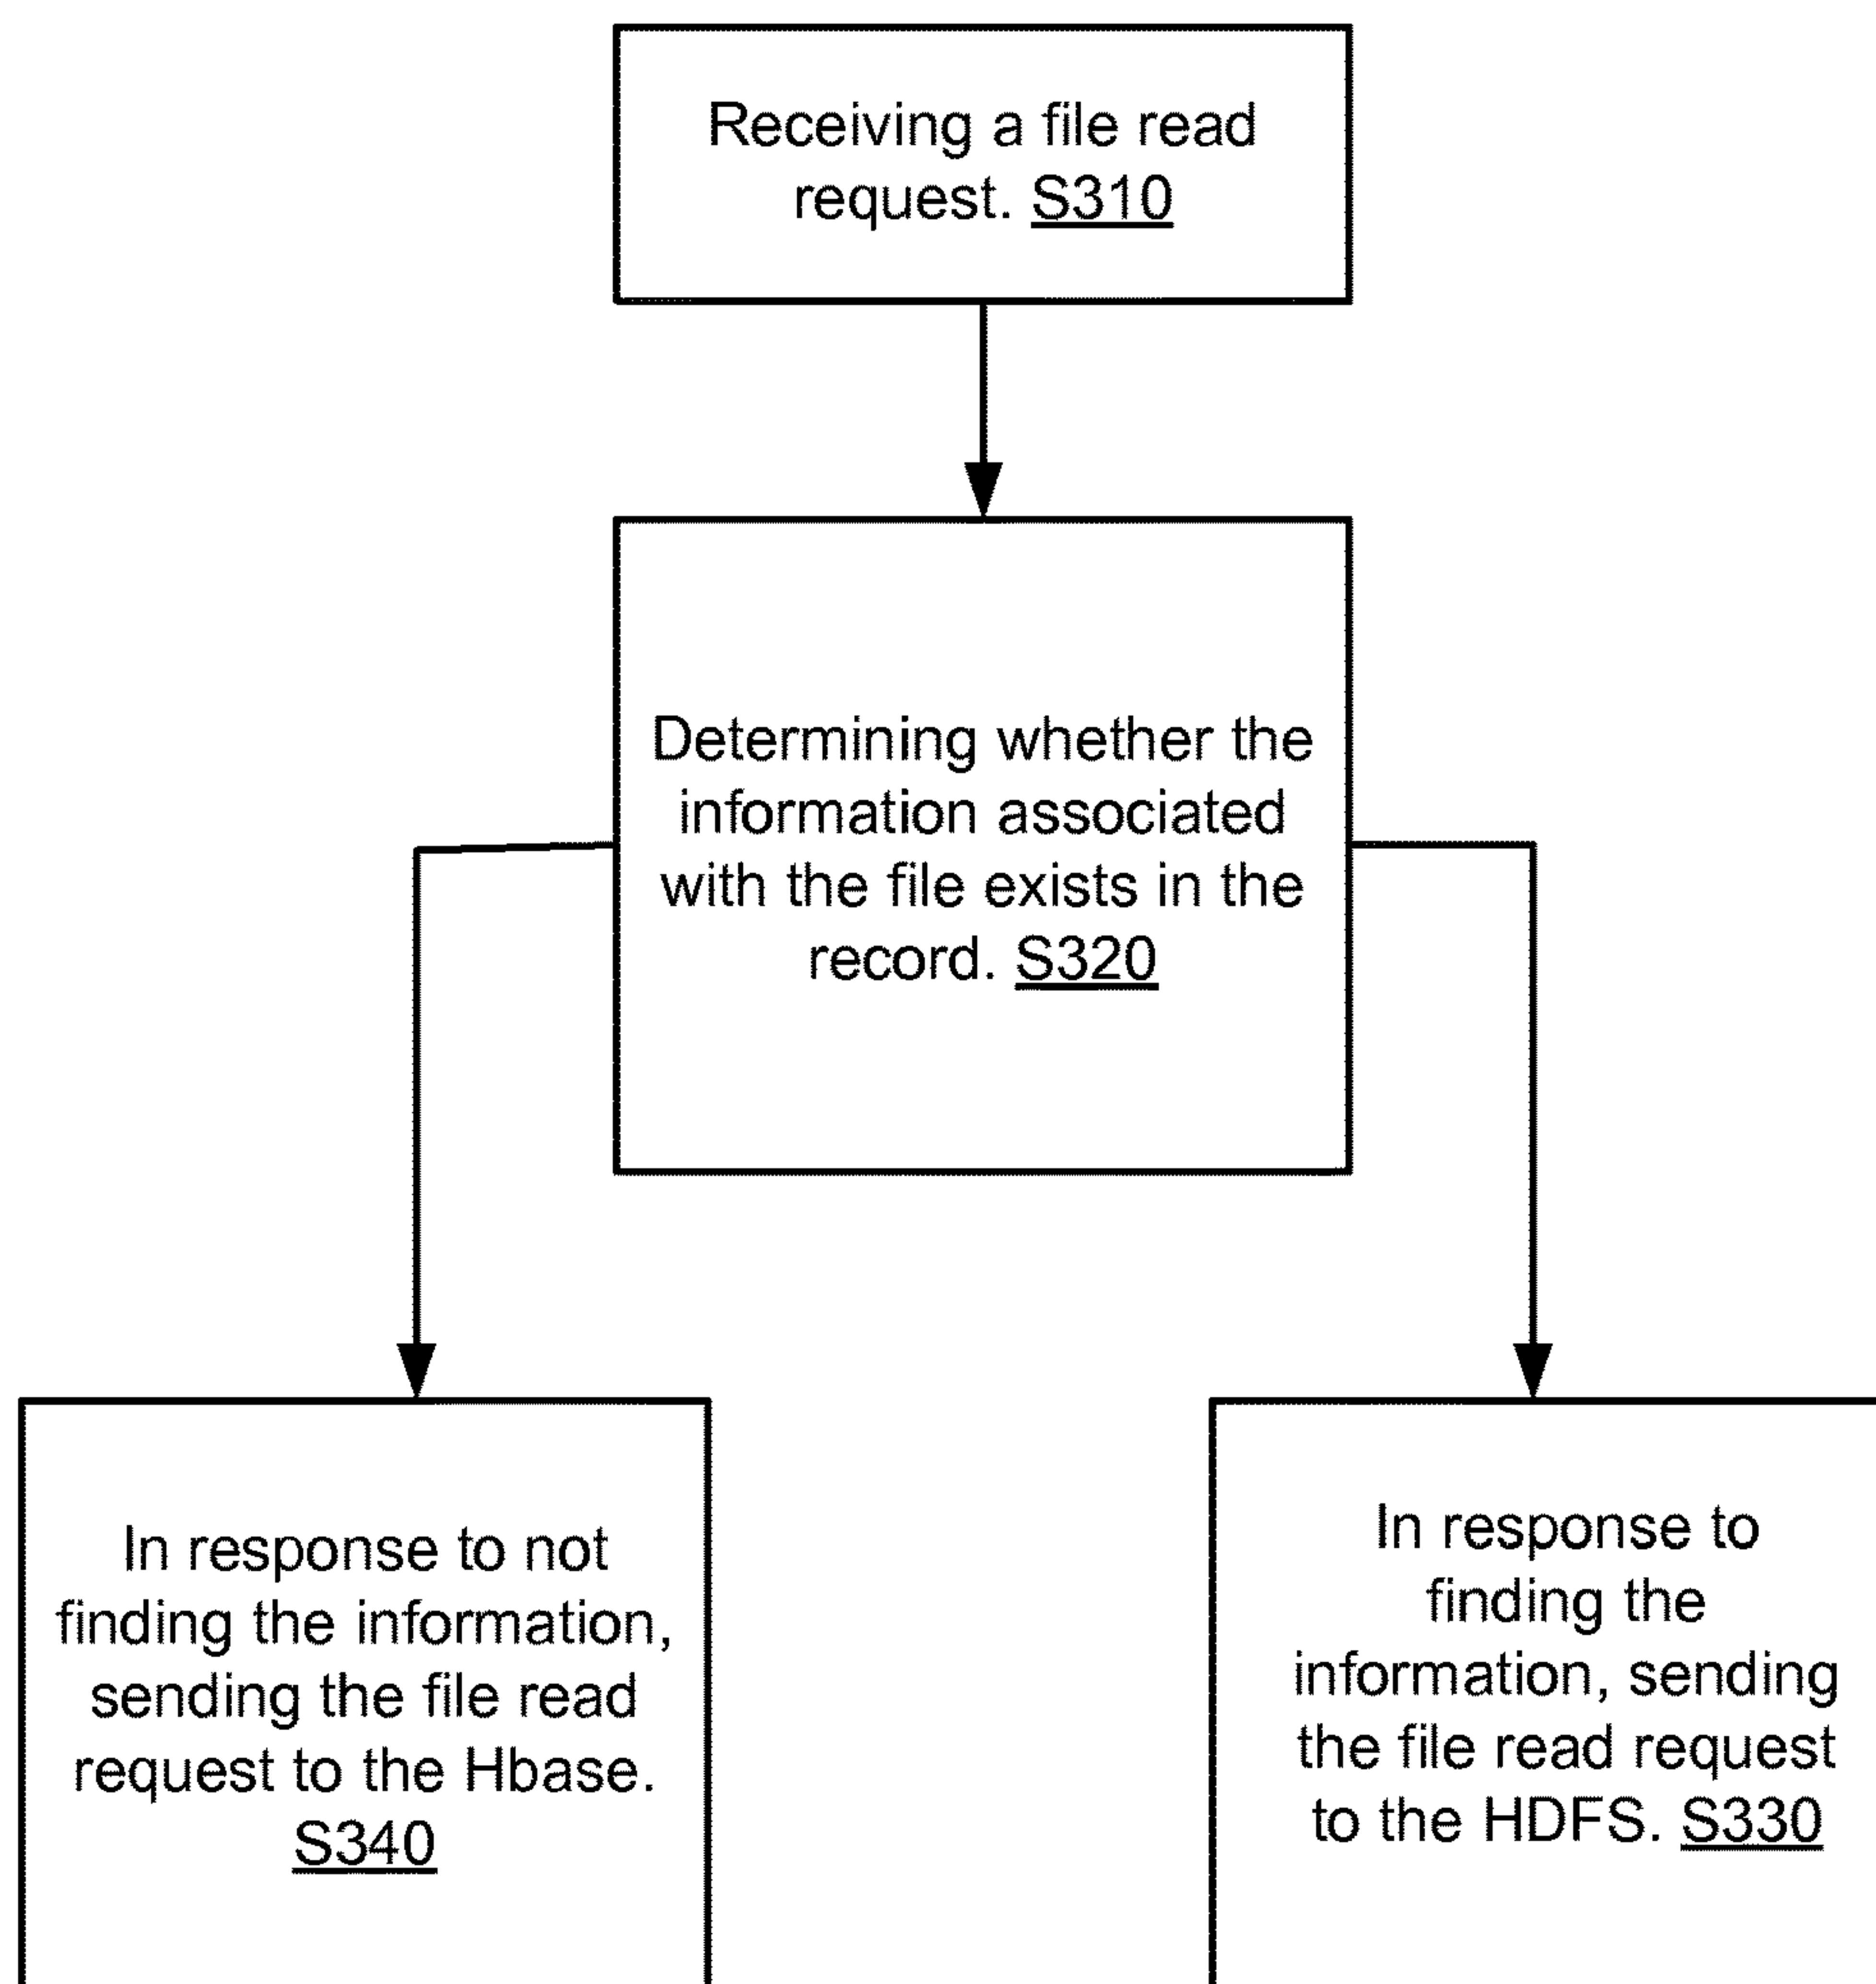 Receiving a file read
request. S310
Determining whether the
information associated
with the file exists in the
record. S320
In response to not
finding the information,
sending the file read
request to the Hbase.
S340
In response to
finding the
information, sending
the file read request
to the HDFS. S330